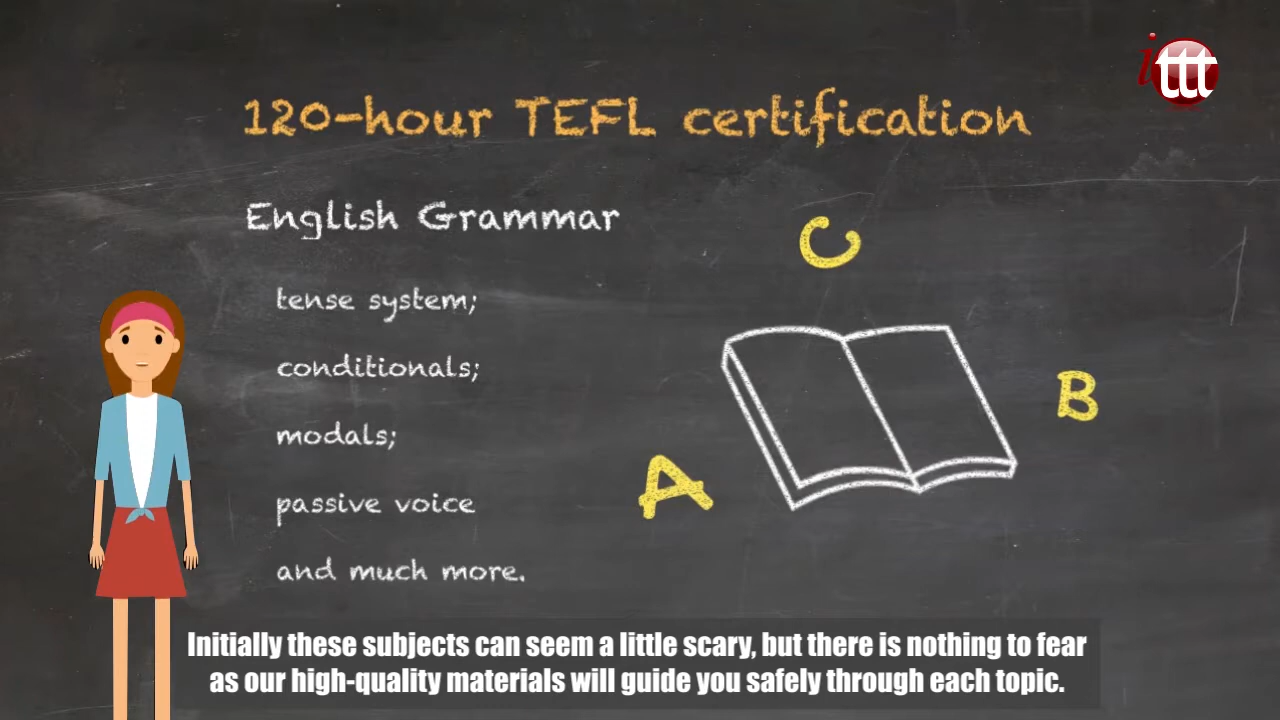 ittt
120-hour TEFL certification
English Grammar
C
tense system;
conditionals;
B
modals;
A
passive voice
and much more.
Initially these subjects can seem a little scary, but there is nothing to fear
as our high-quality materials will guide you safely through each topic.